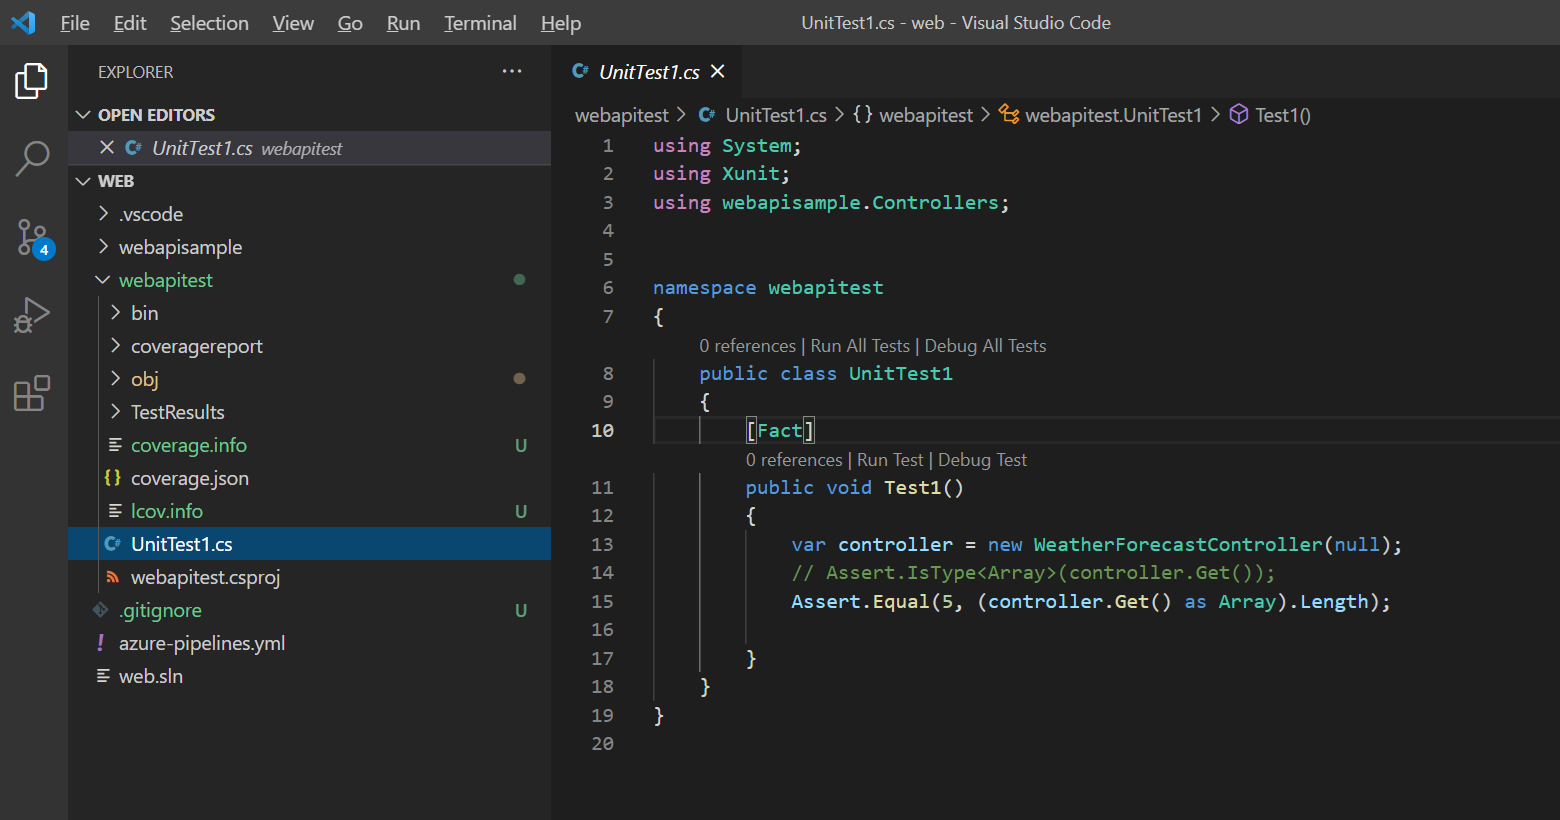 File Edit Selection View Go Run Terminal Help UnitTest1.cs - web - Visual Studio Code
EXPLORER ...
OPEN EDITORS
UnitTest1.cs webapitest
WEB
.vscode
webapisample
webapitest
bin
coveragereport
obj
TestResults
coverage.info U
{} coverage.json
lcov.info U
C# UnitTest1.cs
webapitest.csproj
.gitignore U
! azure-pipelines.yml
web.sln
4
C# UnitTest1.cs
webapitest > C# UnitTest1.cs > {} webapitest > webapitest.UnitTest1 > Test1()
1 using System;
2 using Xunit;
3 using webapisample.Controllers;
4
5
6 namespace webapitest
7 {
0 references | Run All Tests | Debug All Tests
8 public class UnitTest1
9 {
10 [Fact]
0 references | Run Test | Debug Test
11 public void Test1()
12 {
13 var controller = new WeatherForecastController(null);
14 // Assert.IsType<Array>(controller.Get());
15 Assert.Equal(5, (controller.Get() as Array).Length);
16
17 }
18 }
19 }
20